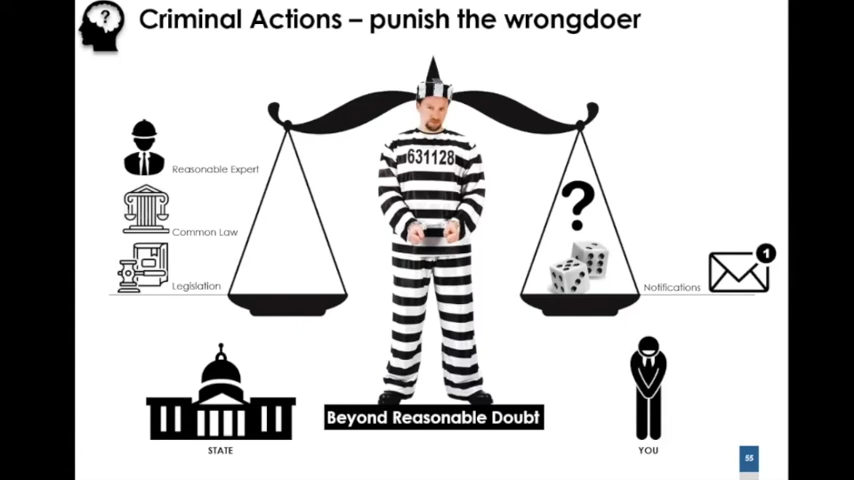 ?
Criminal Actions – punish the wrongdoer
631128
Reasonable Expert
Common Law
Legislation
?
Notifications
1
Beyond Reasonable Doubt
STATE
YOU
55